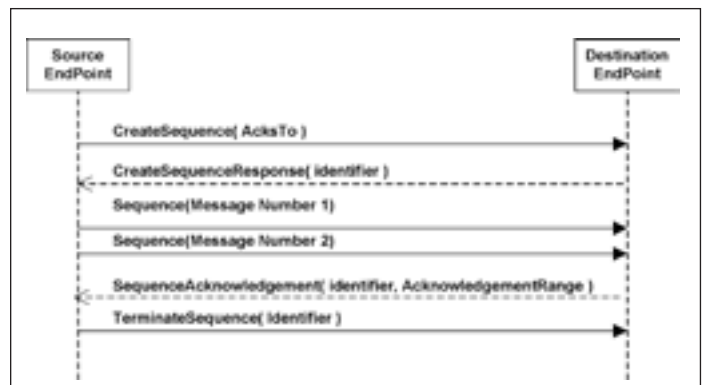 Source
EndPoint
Destination
EndPoint
CreateSequence( AcksTo )
CreateSequenceResponse( identifier )
Sequence(Message Number 1)
Sequence(Message Number 2)
SequenceAcknowledgement( identifier, AcknowledgementRange )
TerminateSequence( Identifier )